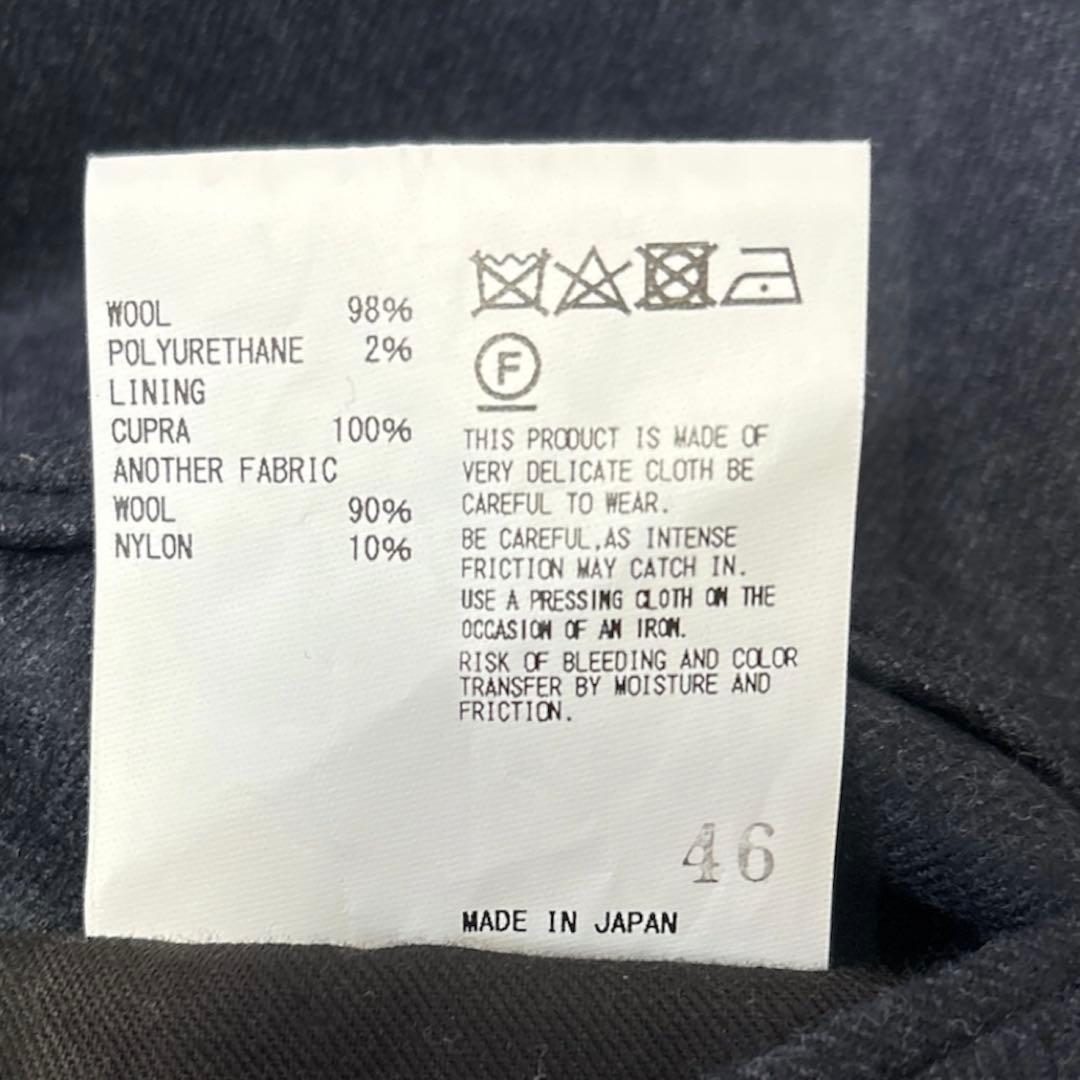 WOOL 98%
POLYURETHANE 2%
LINING
CUPRA 100%
ANOTHER FABRIC
WOOL 90%
NYLON 10%
F
THIS PRODUCT IS MADE OF
VERY DELICATE CLOTH BE
CAREFUL TO WEAR.
BE CAREFUL,AS INTENSE
FRICTION MAY CATCH IN.
USE A PRESSING CLOTH ON THE
OCCASION OF AN IRON.
RISK OF BLEEDING AND COLOR
TRANSFER BY MOISTURE AND
FRICTION.
46
MADE IN JAPAN